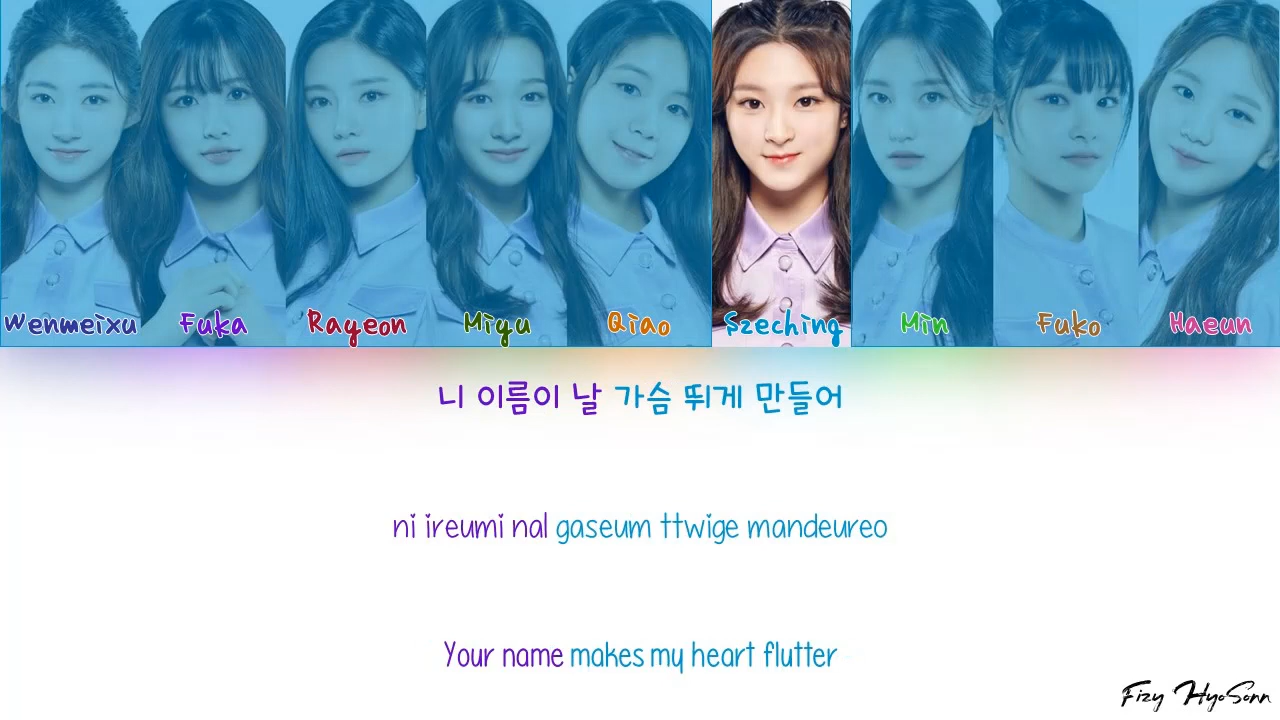 Wenmeixu Fuka Rayeon Miyu Qiao Szeching Min Fuko Haeun
니 이름이 날 가슴 뛰게 만들어
ni ireumi nal gaseum ttwige mandeureo
Your name makes my heart flutter
Fizy HyoSonn